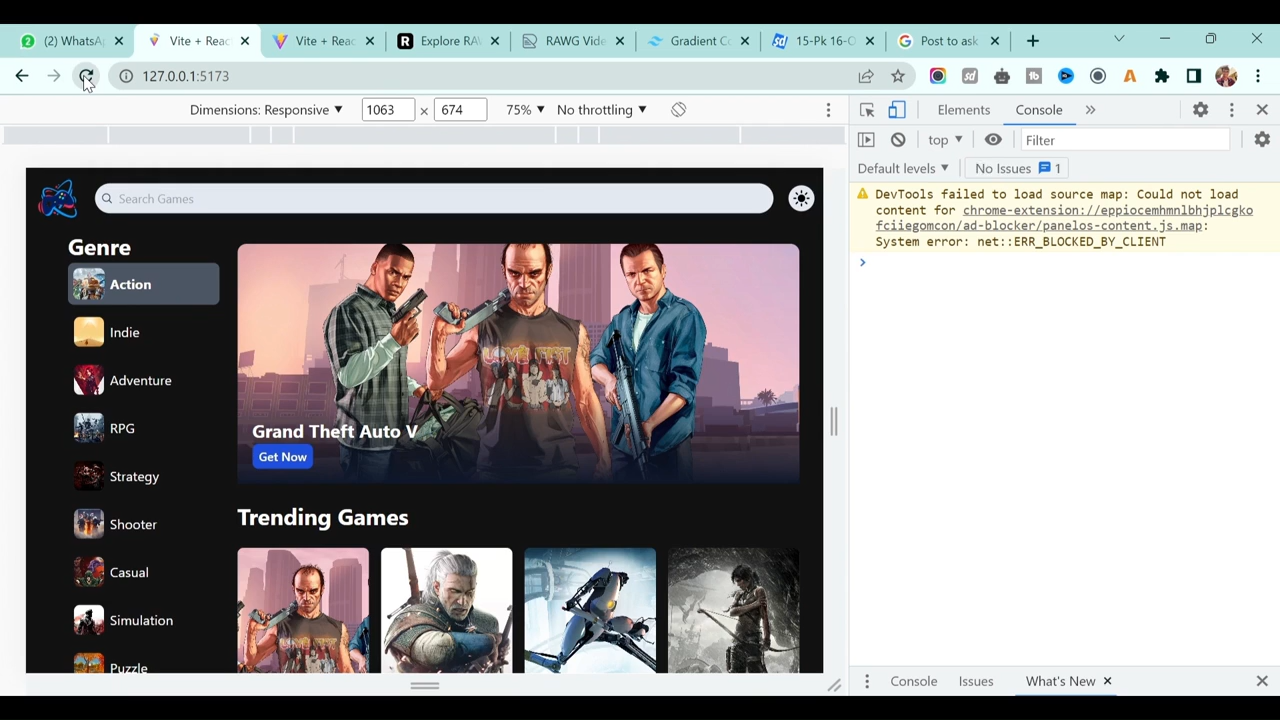 2
(2) WhatsA
Vite + Reac
Vite + Reac
Explore RAW
RAWG Vide
Gradient Co
15-Pk 16-O
Post to ask
127.0.0.1:5173
Dimensions: Responsive
1063 × 674
75%
No throttling
Elements
Console
top
Filter
Default levels
No Issues
1
DevTools failed to load source map: Could not load
content for chrome-extension://eppiocemhmnlbhjplcgko
fciiegomcon/ad-blocker/panelos-content.js.map:
System error: net::ERR_BLOCKED_BY_CLIENT
Search Games
Genre
Action
Indie
Adventure
RPG
Strategy
Shooter
Casual
Simulation
Puzzle
Grand Theft Auto V
Get Now
Trending Games
Console
Issues
What's New